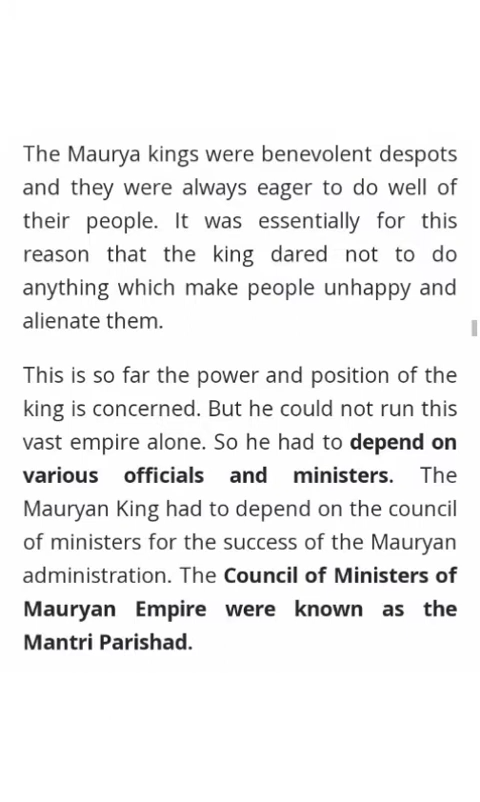 The Maurya kings were benevolent despots
and they were always eager to do well of
their people. It was essentially for this
reason that the king dared not to do
anything which make people unhappy and
alienate them.
This is so far the power and position of the
king is concerned. But he could not run this
vast empire alone. So he had to depend on
various officials and ministers. The
Mauryan King had to depend on the council
of ministers for the success of the Mauryan
administration. The Council of Ministers of
Mauryan Empire were known as the
Mantri Parishad.